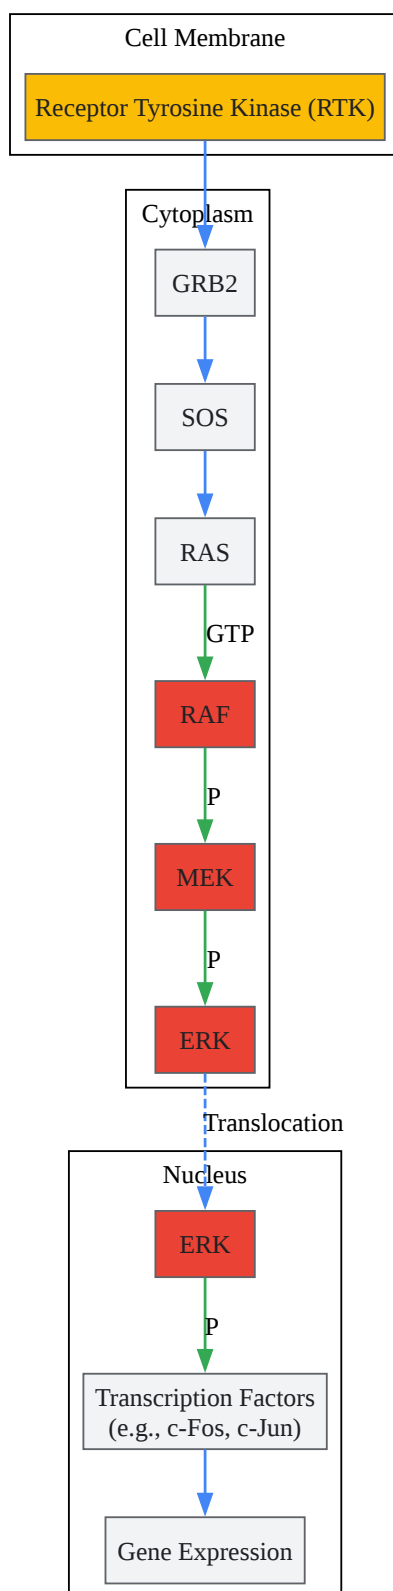 Cell Membrane
Receptor Tyrosine Kinase (RTK)
Cytoplasm
GRB2
SOS
RAS
GTP
RAF
P
MEK
P
ERK
Translocation
Nucleus
ERK
P
Transcription Factors
(e.g., c-Fos, c-Jun)
Gene Expression